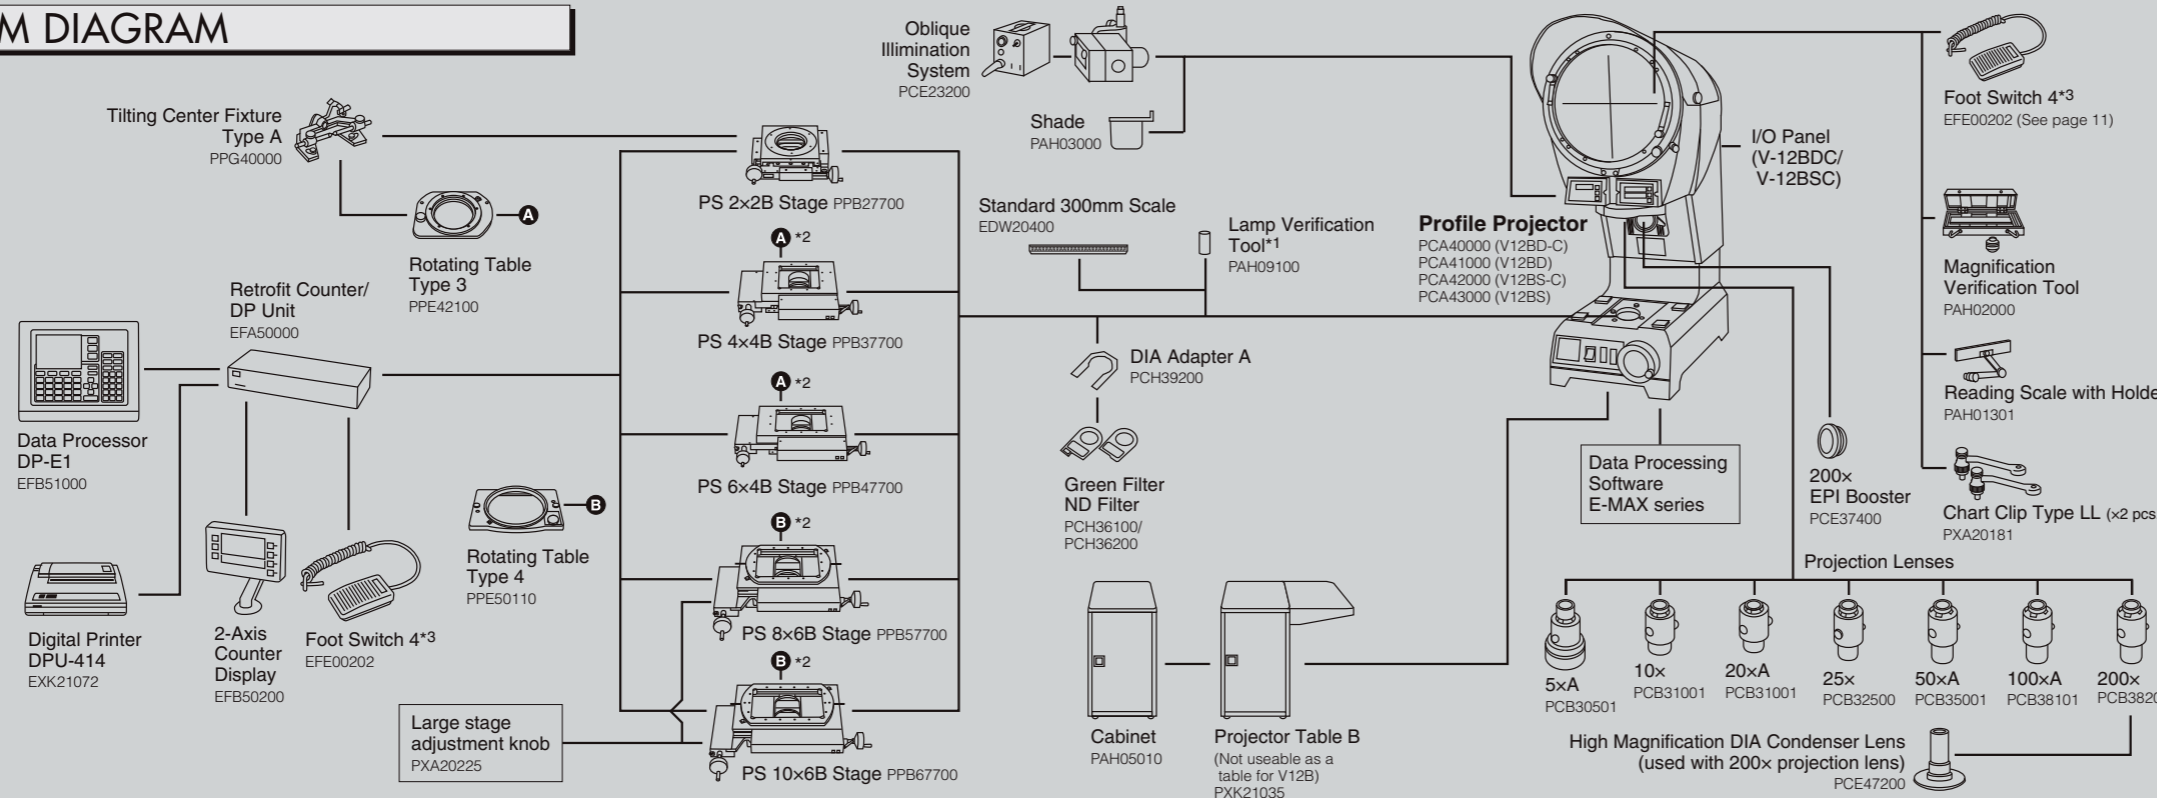 M DIAGRAM
Oblique
Illimination
System
PCE23200
Shade
PAH03000
Tilting Center Fixture
Type A
PPG40000
Rotating Table
Type 3
PPE42100
A
Retrofit Counter/
DP Unit
EFA50000
Data Processor
DP-E1
EFB51000
Digital Printer
DPU-414
EXK21072
2-Axis
Counter
Display
EFB50200
Foot Switch 4*3
EFE00202
Rotating Table
Type 4
PPE50110
B
Large stage
adjustment knob
PXA20225
PS 2×2B Stage PPB27700
A *2
PS 4×4B Stage PPB37700
A *2
PS 6×4B Stage PPB47700
B *2
PS 8×6B Stage PPB57700
B *2
PS 10×6B Stage PPB67700
Standard 300mm Scale
EDW20400
Lamp Verification
Tool*1
PAH09100
DIA Adapter A
PCH39200
Green Filter
ND Filter
PCH36100/
PCH36200
Cabinet
PAH05010
Projector Table B
(Not useable as a
table for V12B)
PXK21035
Profile Projector
PCA40000 (V12BD-C)
PCA41000 (V12BD)
PCA42000 (V12BS-C)
PCA43000 (V12BS)
I/O Panel
(V-12BDC/
V-12BSC)
Data Processing
Software
E-MAX series
200×
EPI Booster
PCE37400
Foot Switch 4*3
EFE00202 (See page 11)
Magnification
Verification Tool
PAH02000
Reading Scale with Holde
PAH01301
Chart Clip Type LL (×2 pcs
PXA20181
Projection Lenses
5×A
PCB30501
10×
PCB31001
20×A
PCB31001
25×
PCB32500
50×A
PCB35001
100×A
PCB38101
200×
PCB3820
High Magnification DIA Condenser Lens
(used with 200× projection lens)
PCE47200